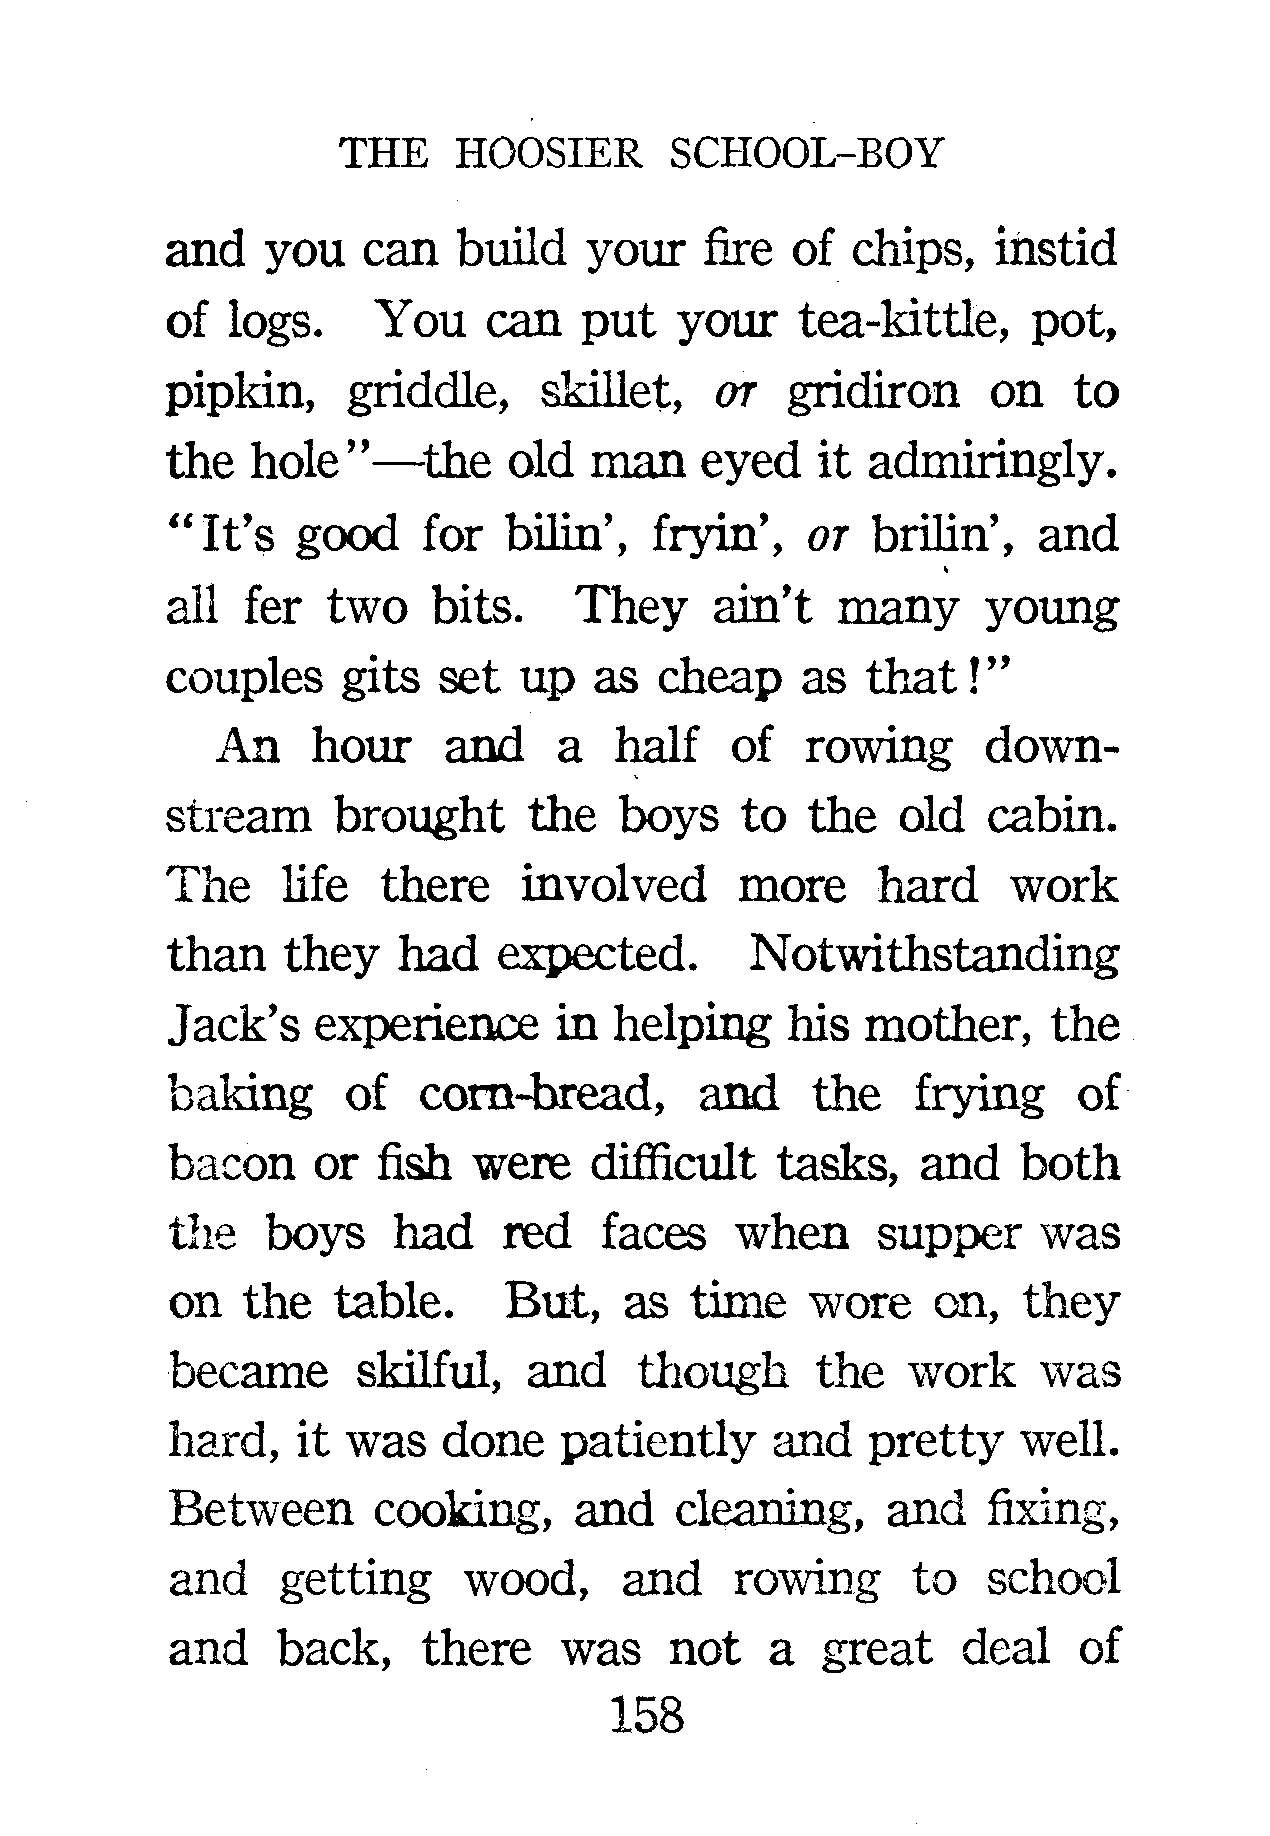 THE HOOSIER SCHOOL-BOY
and you can build your fire of chips, instid
of logs. You can put your tea-kittle, pot,
pipkin, griddle, skillet, or gridiron on to
the hole"—the old man eyed it admiringly.
"It's good for bilin', fryin', or brilin', and
all fer two bits. They ain't many young
couples gits set up as cheap as that!"
An hour and a half of rowing down-
stream brought the boys to the old cabin.
The life there involved more hard work
than they had expected. Notwithstanding
Jack's experience in helping his mother, the
baking of corn-bread, and the frying of
bacon or fish were difficult tasks, and both
the boys had red faces when supper was
on the table. But, as time wore on, they
became skilful, and though the work was
hard, it was done patiently and pretty well.
Between cooking, and cleaning, and fixing,
and getting wood, and rowing to school
and back, there was not a great deal of
158